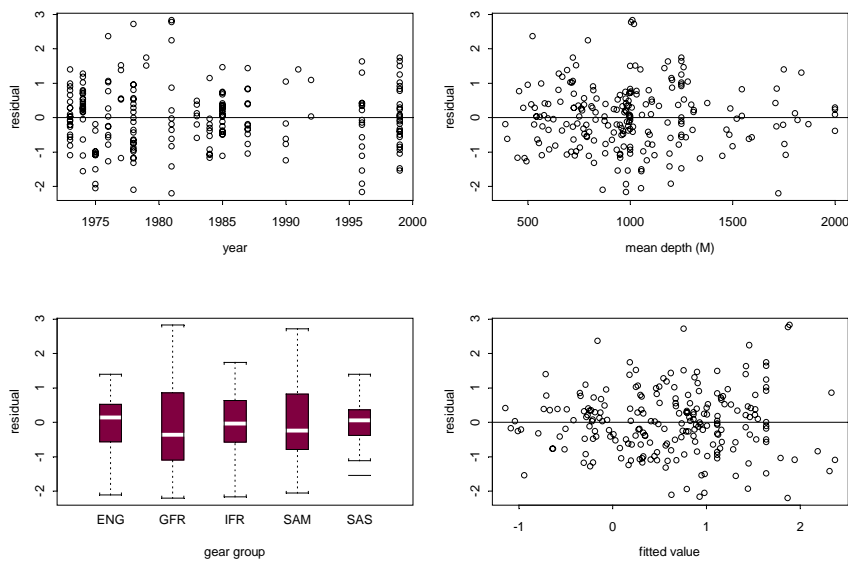 3
2
1
0
-1
-2
residual
1975 1980 1985 1990 1995 2000
year
3
2
1
0
-1
-2
residual
500 1000 1500 2000
mean depth (M)
3
2
1
0
-1
-2
residual
ENG GFR IFR SAM SAS
gear group
3
2
1
0
-1
-2
residual
-1 0 1 2
fitted value